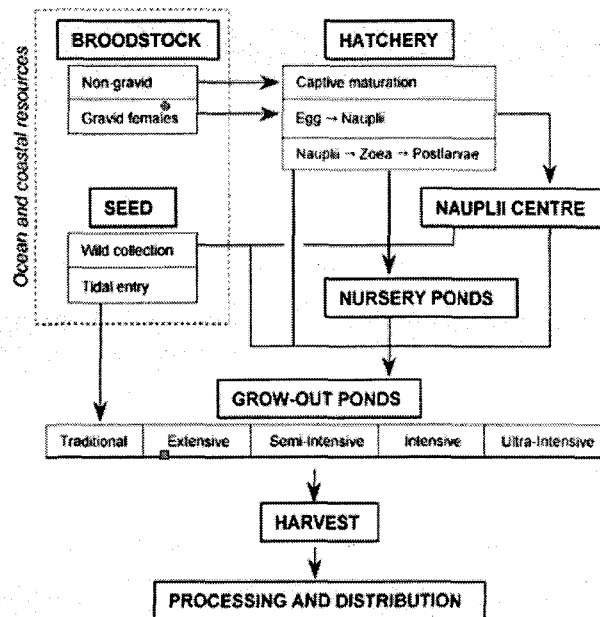 Ocean and coastal resources
BROODSTOCK
Non-gravid
Gravid females
HATCHERY
Captive maturation
Egg → Nauplii
Nauplii → Zoea → Postlarvae
SEED
Wild collection
Tidal entry
NAUPLII CENTRE
NURSERY PONDS
GROW-OUT PONDS
Traditional
Extensive
Semi-Intensive
Intensive
Ultra-Intensive
HARVEST
PROCESSING AND DISTRIBUTION